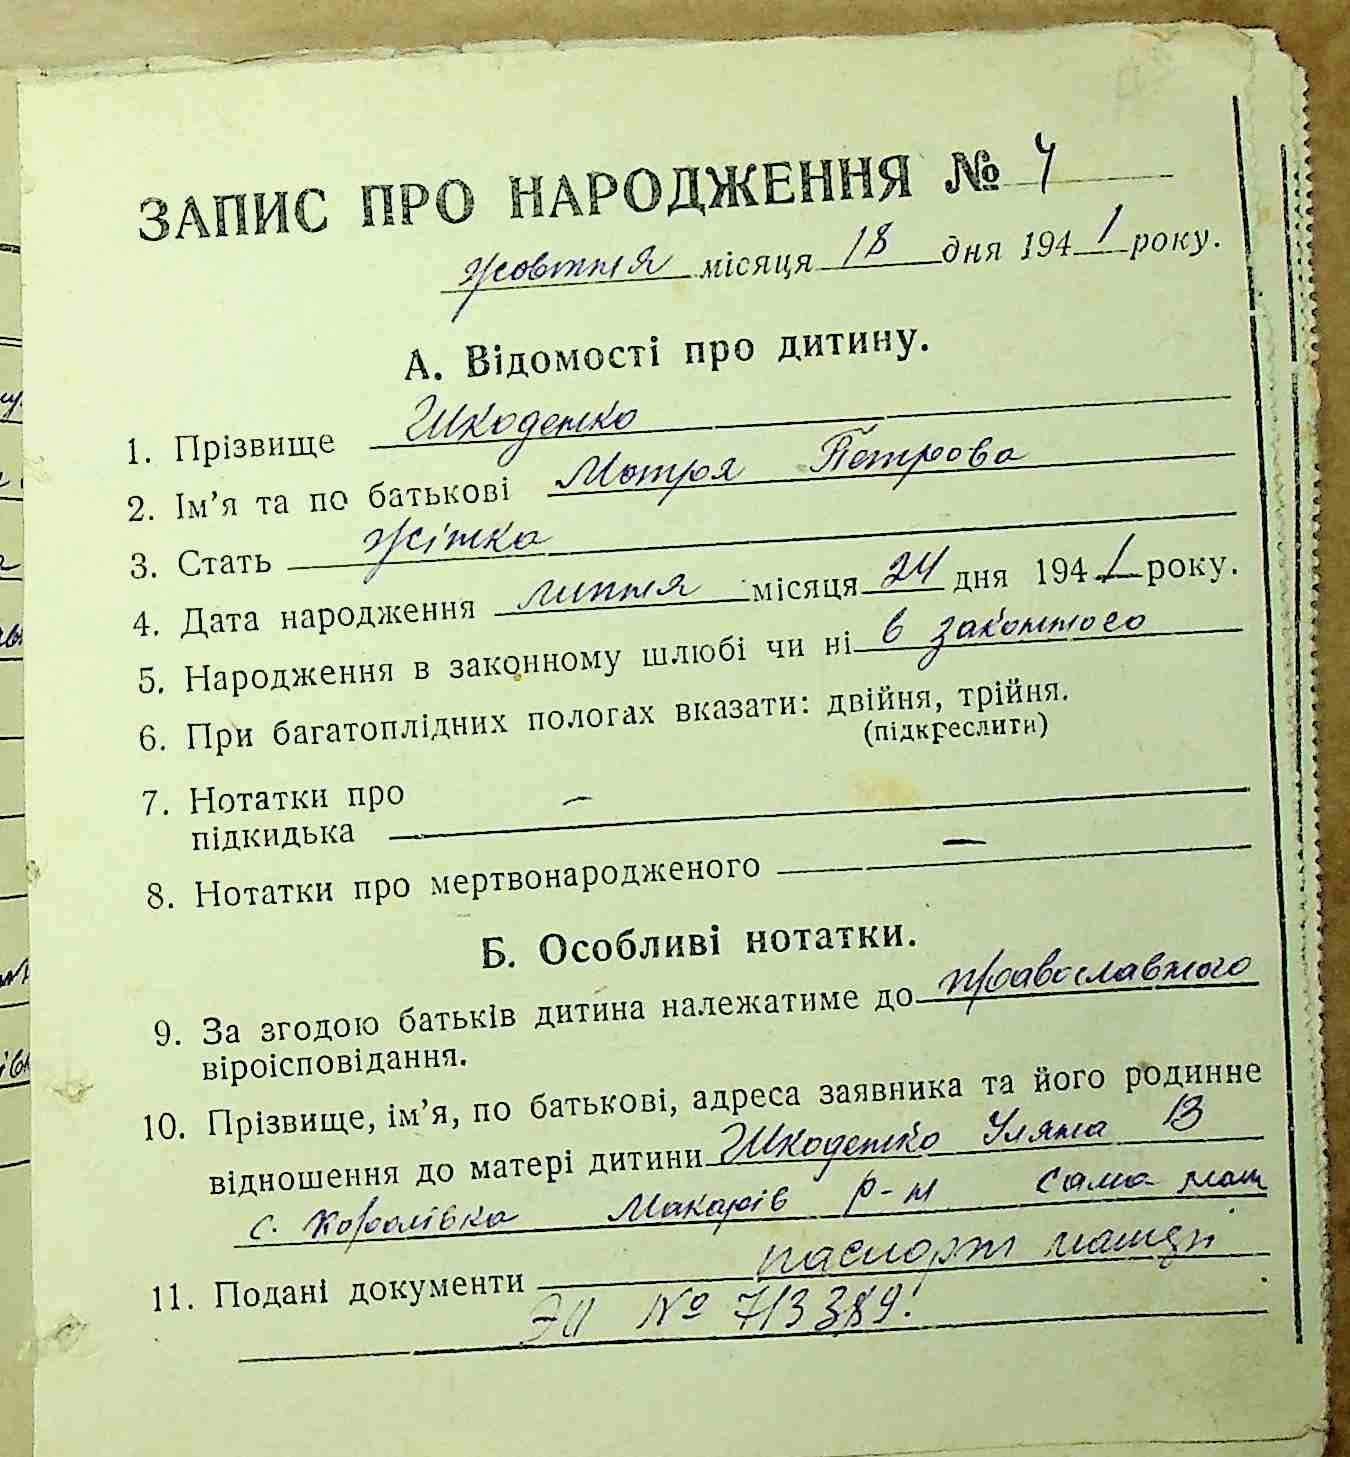 ЗАПИС ПРО НАРОДЖЕННЯ № 4
жовтня місяця 18 дня 1941 року.
А. Відомості про дитину.
1. Прізвище Шкоденко
2. Ім'я та по батькові Мотря Петрова
3. Стать жінка
4. Дата народження липня місяця 24 дня 1941 року.
5. Народження в законному шлюбі чи ні в законного
6. При багатоплідних пологах вказати: двійня, трійня.
(підкреслити)
7. Нотатки про
підкидька –
8. Нотатки про мертвонародженого –
Б. Особливі нотатки.
9. За згодою батьків дитина належатиме до православного
віроісповідання.
10. Прізвище, ім'я, по батькові, адреса заявника та його родинне
відношення до матері дитини Шкоденко Уляна В
с. Королівка Макарів р-н сама мат
11. Подані документи паспорт матері
ЭП № 713389.